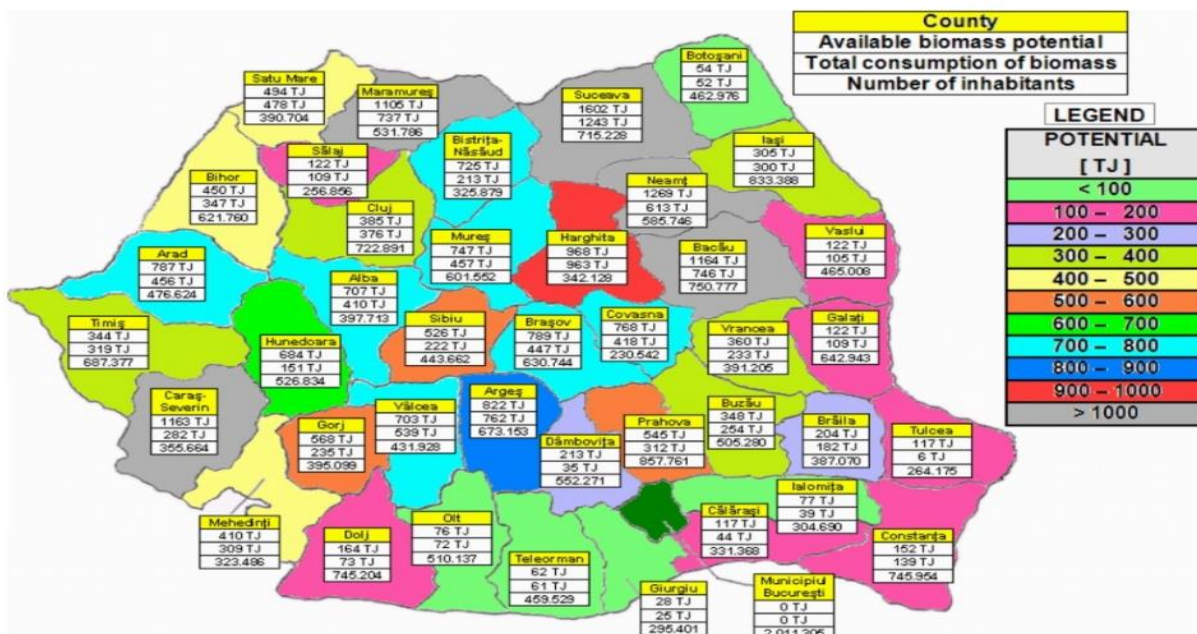 County
Available biomass potential
Total consumption of biomass
Number of inhabitants
LEGEND
POTENTIAL
[ TJ ]
< 100
100 – 200
200 – 300
300 – 400
400 – 500
500 – 600
600 – 700
700 – 800
800 – 900
900 – 1000
> 1000
Botoşani
54 TJ
52 TJ
462.976
Satu Mare
494 TJ
478 TJ
390.704
Maramureş
1105 TJ
737 TJ
531.786
Suceava
1602 TJ
1243 TJ
715.228
Iaşi
305 TJ
300 TJ
833.388
Sălaj
122 TJ
109 TJ
256.856
Bistriţa-
Năsăud
725 TJ
213 TJ
325.879
Bihor
450 TJ
347 TJ
621.760
Cluj
385 TJ
376 TJ
722.891
Neamţ
1269 TJ
613 TJ
585.746
Mureş
747 TJ
457 TJ
601.552
Harghita
968 TJ
963 TJ
342.128
Bacău
1164 TJ
746 TJ
750.777
Vaslui
122 TJ
105 TJ
465.008
Arad
787 TJ
456 TJ
476.624
Alba
707 TJ
410 TJ
397.713
Timiş
344 TJ
319 TJ
687.377
Hunedoara
684 TJ
151 TJ
526.834
Sibiu
526 TJ
222 TJ
443.662
Braşov
789 TJ
447 TJ
630.744
Covasna
768 TJ
418 TJ
230.542
Vrancea
360 TJ
233 TJ
391.205
Galaţi
122 TJ
109 TJ
642.943
Caraş-
Severin
1163 TJ
282 TJ
355.664
Gorj
568 TJ
235 TJ
395.099
Vâlcea
703 TJ
539 TJ
431.928
Argeş
822 TJ
762 TJ
673.153
Dâmboviţa
213 TJ
35 TJ
552.271
Prahova
545 TJ
312 TJ
857.761
Buzău
348 TJ
254 TJ
505.280
Brăila
204 TJ
182 TJ
387.070
Tulcea
117 TJ
6 TJ
264.175
Mehedinţi
410 TJ
309 TJ
323.486
Dolj
164 TJ
73 TJ
745.204
Olt
76 TJ
72 TJ
510.137
Teleorman
62 TJ
61 TJ
459.529
Giurgiu
28 TJ
25 TJ
295.401
Municipiul
Bucureşti
0 TJ
0 TJ
2.011.305
Călăraşi
117 TJ
44 TJ
331.368
Ialomiţa
77 TJ
39 TJ
304.690
Constanţa
152 TJ
139 TJ
745.954